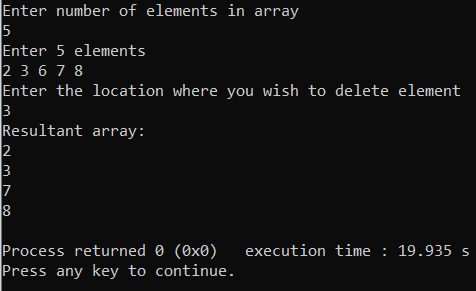 Enter number of elements in array
5
Enter 5 elements
2 3 6 7 8
Enter the location where you wish to delete element
3
Resultant array:
2
3
7
8
Process returned 0 (0x0)   execution time : 19.935 s
Press any key to continue.